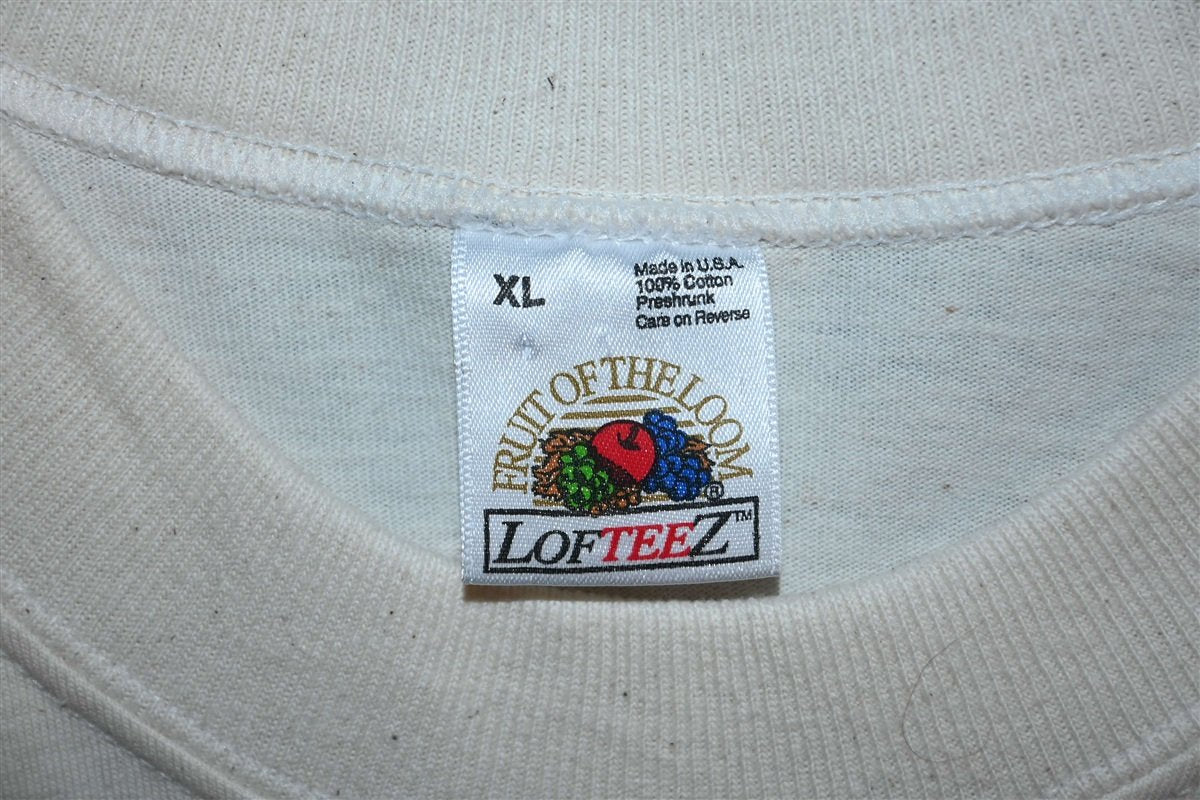 XL
Made in U.S.A.
100% Cotton
Preshrunk
Care on Reverse
FRUIT OF THE LOOM
®
LOFTEEZ™